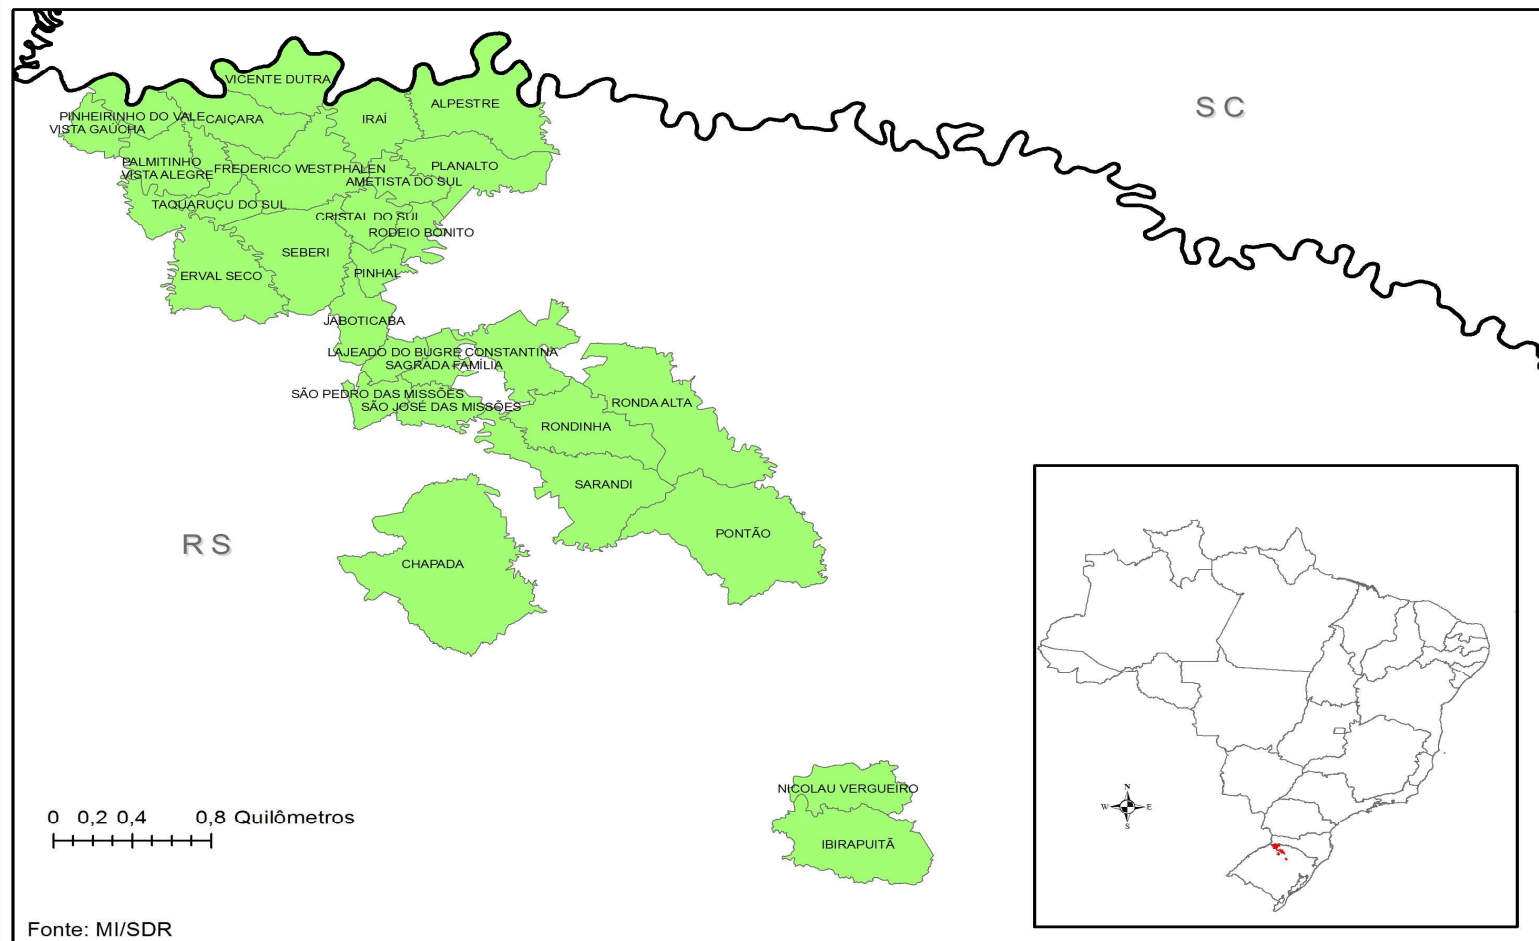 VICENTE DUTRA
S C
ALPESTRE
PINHEIRINHO DO VALE
CAIÇARA
IRAÍ
VISTA GAÚCHA
PALMITINHO
FREDERICO WESTPHALEN
PLANALTO
VISTA ALEGRE
AMETISTA DO SUL
TAQUARUÇU DO SUL
CRISTAL DO SUL
RODEIO BONITO
SEBERI
ERVAL SECO
PINHAL
JABOTICABA
LAJEADO DO BUGRE
CONSTANTINA
SAGRADA FAMÍLIA
SÃO PEDRO DAS MISSÕES
RONDA ALTA
SÃO JOSÉ DAS MISSÕES
RONDINHA
SARANDI
PONTÃO
R S
CHAPADA
NICOLAU VERGUEIRO
IBIRAPUITÃ
N
W E
S
0 0,2 0,4 0,8 Quilômetros
Fonte: MI/SDR